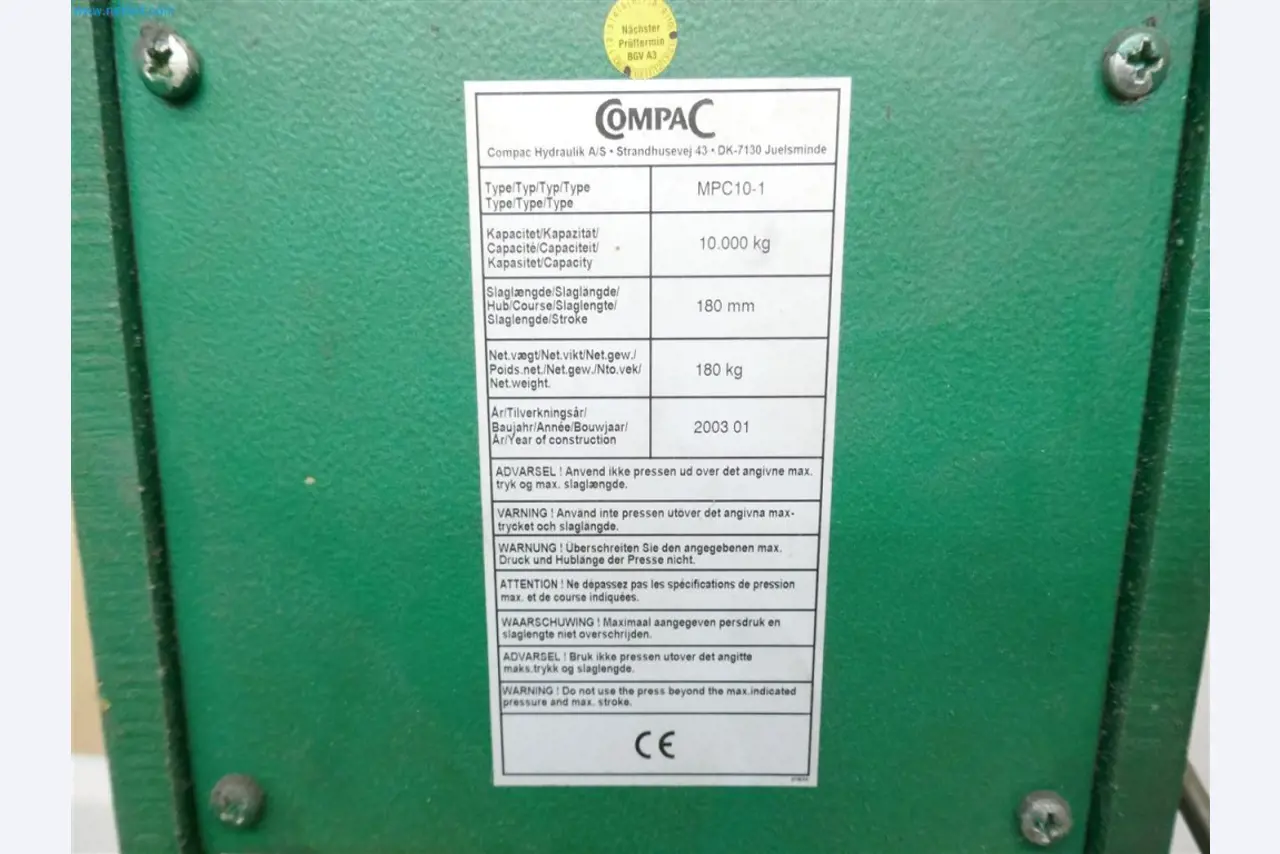 Nächster
Prüftermin
BGV A3
COMPAC
Compac Hydraulik A/S • Strandhusevej 43 • DK-7130 Juelsminde
Type/Typ/Typ/Type
Type/Type/Type
MPC10-1
Kapacitet/Kapazität/
Capacité/Capaciteit/
Kapasitet/Capacity
10.000 kg
Slaglængde/Slaglängde/
Hub/Course/Slaglengte/
Slaglengde/Stroke
180 mm
Net.vægt/Net.vikt/Net.gew./
Poids.net./Net.gew./Nto.vek/
Net.weight.
180 kg
År/Tilverkningsår/
Baujahr/Année/Bouwjaar/
År/Year of construction
2003 01
ADVARSEL ! Anvend ikke pressen ud over det angivne max.
tryk og max. slaglængde.
VARNING ! Använd inte pressen utöver det angivna max-
trycket och slaglängde.
WARNUNG ! Überschreiten Sie den angegebenen max.
Druck und Hublänge der Presse nicht.
ATTENTION ! Ne dépassez pas les spécifications de pression
max. et de course indiquées.
WAARSCHUWING ! Maximaal aangegeven persdruk en
slaglengte niet overschrijden.
ADVARSEL ! Bruk ikke pressen utover det angitte
maks.trykk og slaglengde.
WARNING ! Do not use the press beyond the max.indicated
pressure and max. stroke.
CE